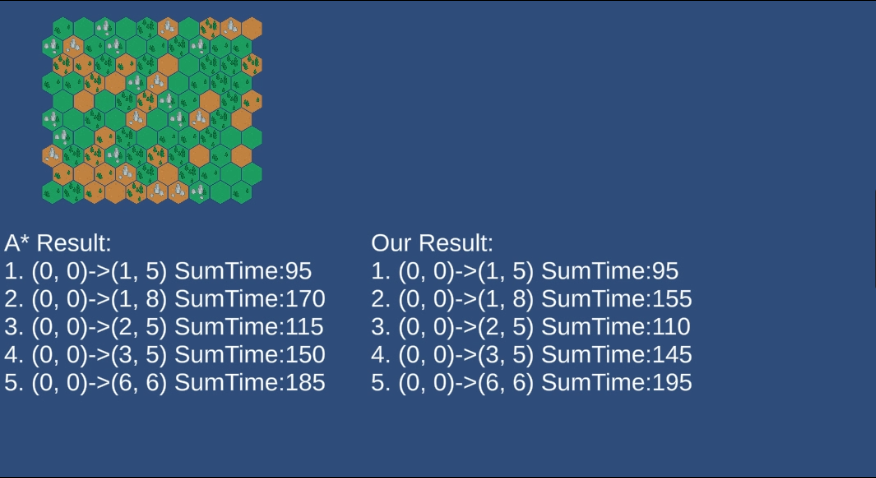 A* Result:
1. (0, 0)->(1, 5) SumTime:95
2. (0, 0)->(1, 8) SumTime:170
3. (0, 0)->(2, 5) SumTime:115
4. (0, 0)->(3, 5) SumTime:150
5. (0, 0)->(6, 6) SumTime:185
Our Result:
1. (0, 0)->(1, 5) SumTime:95
2. (0, 0)->(1, 8) SumTime:155
3. (0, 0)->(2, 5) SumTime:110
4. (0, 0)->(3, 5) SumTime:145
5. (0, 0)->(6, 6) SumTime:195